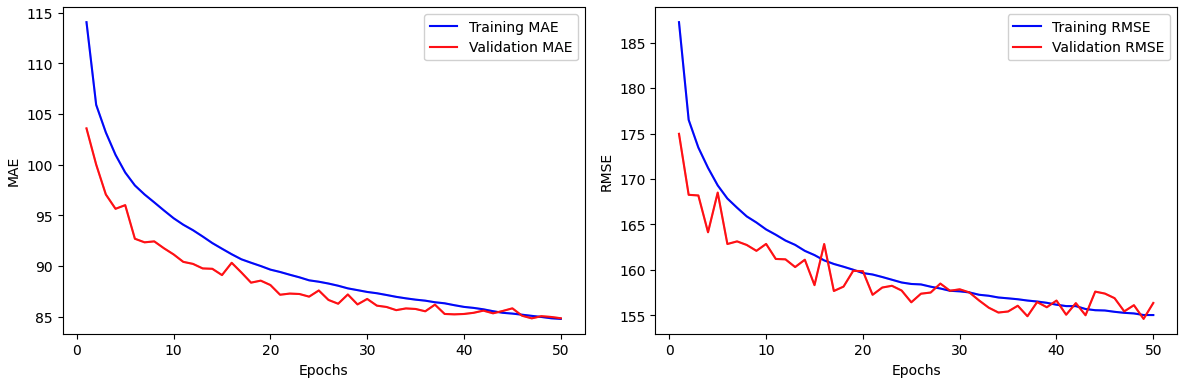 Training MAE
Validation MAE
MAE
115
110
105
100
95
90
85
0 10 20 30 40 50
Epochs
Training RMSE
Validation RMSE
RMSE
185
180
175
170
165
160
155
0 10 20 30 40 50
Epochs